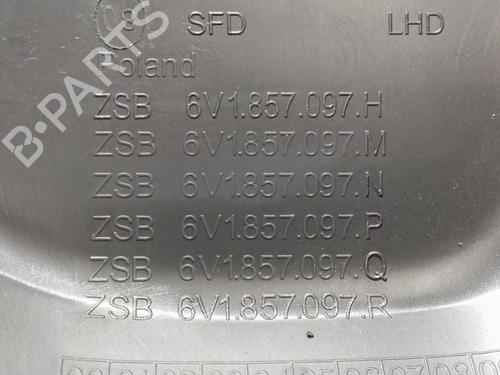 8 SFD LHD
Poland
ZSB 6V1.857.097.H
ZSB 6V1.857.097.M
ZSB 6V1.857.097.N
ZSB 6V1.857.097.P
ZSB 6V1.857.097.Q
ZSB 6V1.857.097.R
B-PARTS